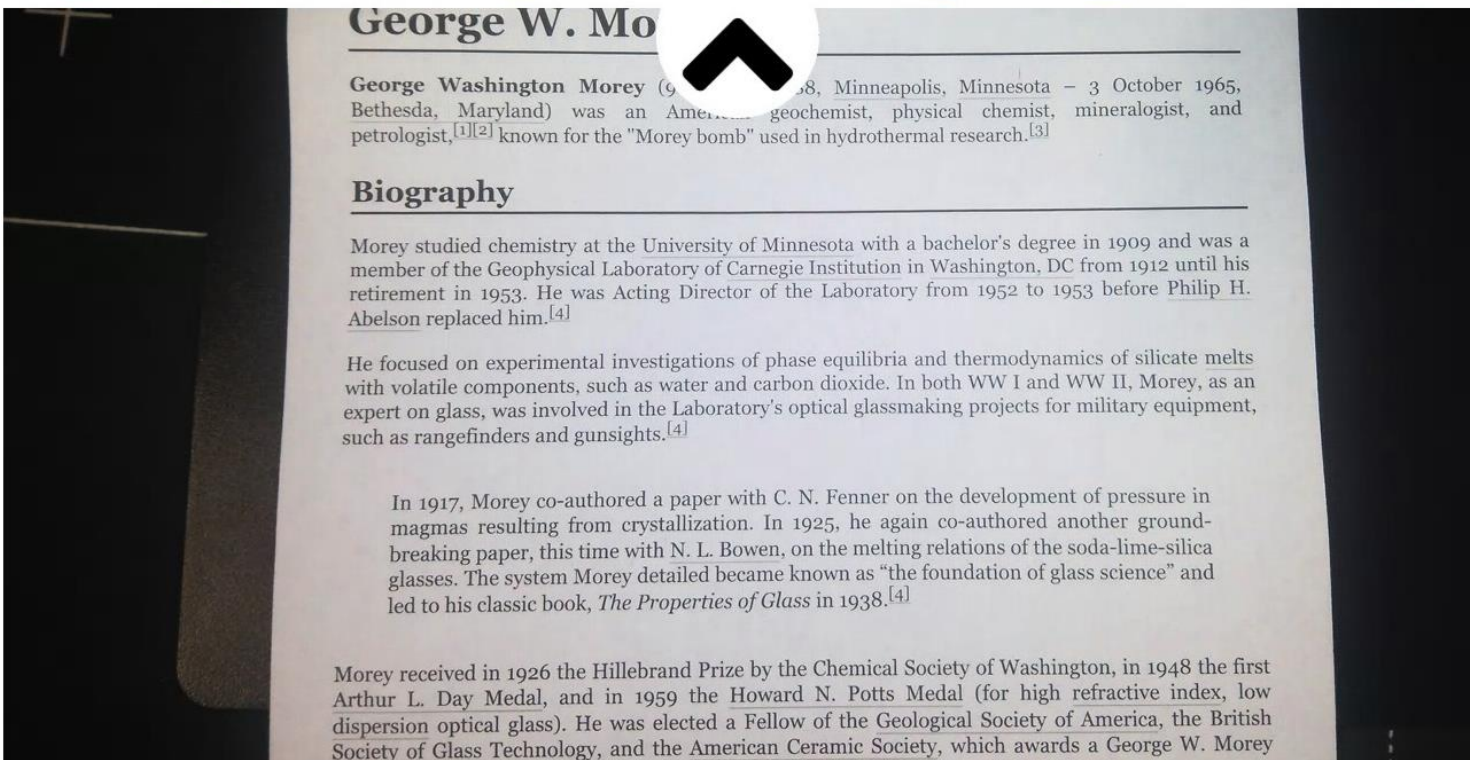 George W. Mo
George Washington Morey (9 8, Minneapolis, Minnesota – 3 October 1965,
Bethesda, Maryland) was an geochemist, physical chemist, mineralogist, and
petrologist,[1][2] known for the "Morey bomb" used in hydrothermal research.[3]
Biography
Morey studied chemistry at the University of Minnesota with a bachelor's degree in 1909 and was a
member of the Geophysical Laboratory of Carnegie Institution in Washington, DC from 1912 until his
retirement in 1953. He was Acting Director of the Laboratory from 1952 to 1953 before Philip H.
Abelson replaced him.[4]
He focused on experimental investigations of phase equilibria and thermodynamics of silicate melts
with volatile components, such as water and carbon dioxide. In both WW I and WW II, Morey, as an
expert on glass, was involved in the Laboratory's optical glassmaking projects for military equipment,
such as rangefinders and gunsights.[4]
In 1917, Morey co-authored a paper with C. N. Fenner on the development of pressure in
magmas resulting from crystallization. In 1925, he again co-authored another ground-
breaking paper, this time with N. L. Bowen, on the melting relations of the soda-lime-silica
glasses. The system Morey detailed became known as “the foundation of glass science” and
led to his classic book, The Properties of Glass in 1938.[4]
Morey received in 1926 the Hillebrand Prize by the Chemical Society of Washington, in 1948 the first
Arthur L. Day Medal, and in 1959 the Howard N. Potts Medal (for high refractive index, low
dispersion optical glass). He was elected a Fellow of the Geological Society of America, the British
Society of Glass Technology, and the American Ceramic Society, which awards a George W. Morey